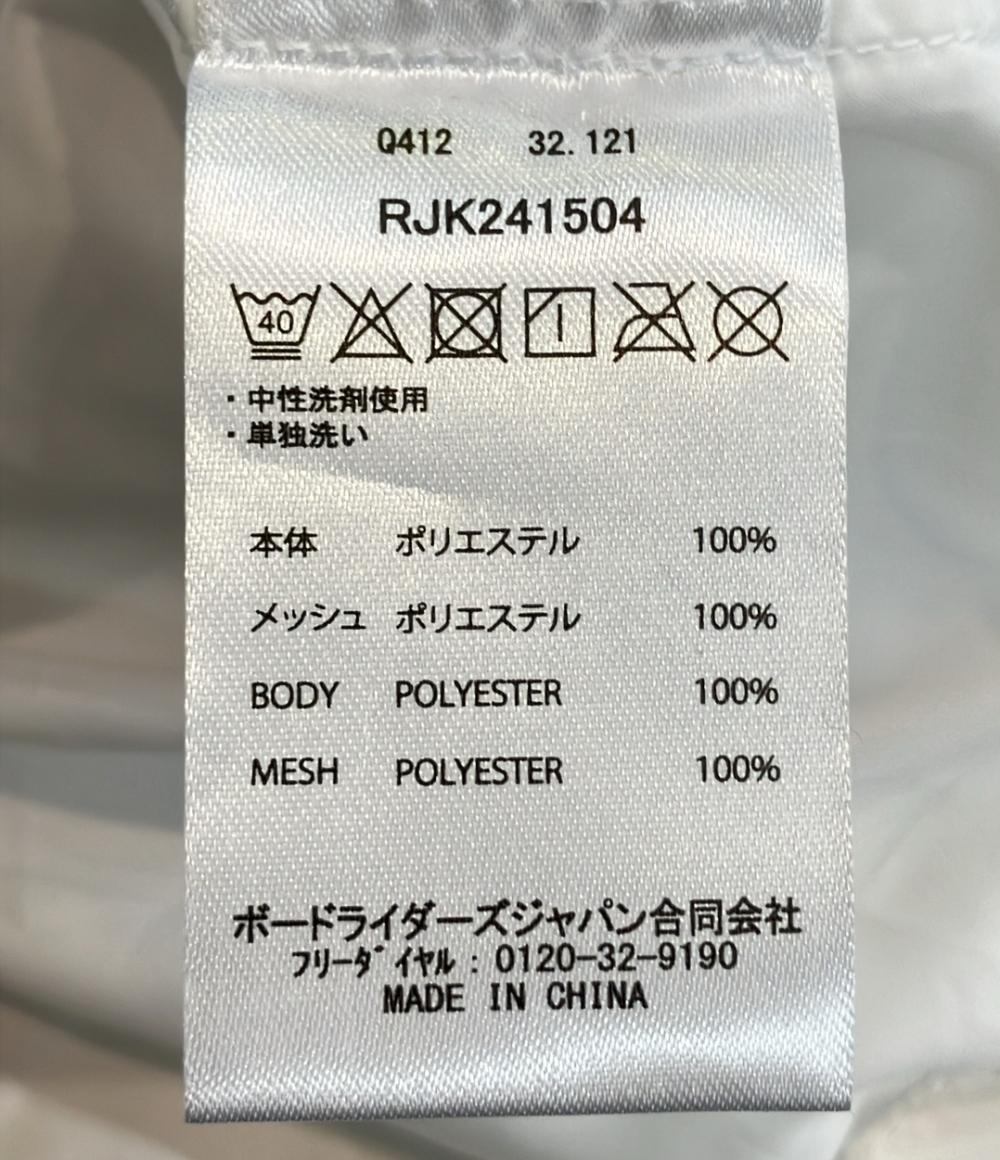 Q412 32.121
RJK241504
40
・中性洗剤使用
・単独洗い
本体 ポリエステル 100%
メッシュ ポリエステル 100%
BODY POLYESTER 100%
MESH POLYESTER 100%
ボードライダーズジャパン合同会社
フリーダイヤル:0120-32-9190
MADE IN CHINA